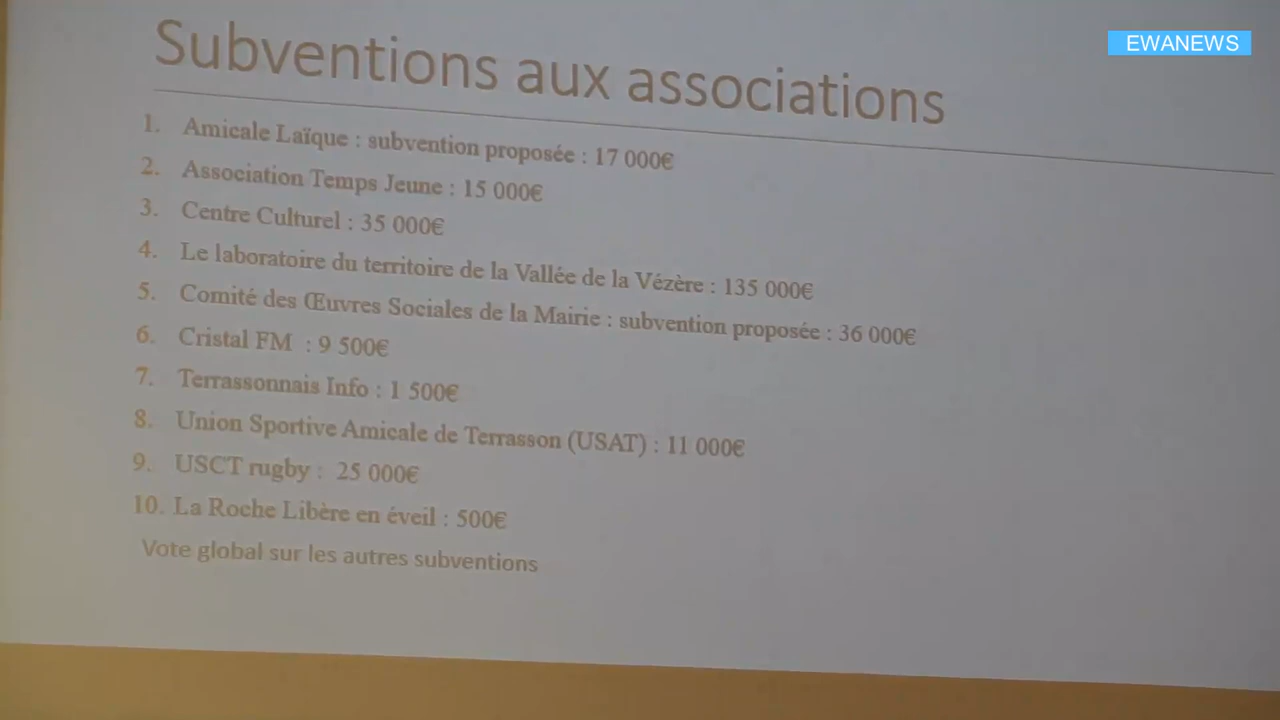 Subventions aux associations
EWANEWS
1. Amicale Laïque : subvention proposée : 17 000€
2. Association Temps Jeune : 15 000€
3. Centre Culturel : 35 000€
4. Le laboratoire du territoire de la Vallée de la Vézère : 135 000€
5. Comité des Œuvres Sociales de la Mairie : subvention proposée : 36 000€
6. Cristal FM : 9 500€
7. Terrassonnais Info : 1 500€
8. Union Sportive Amicale de Terrasson (USAT) : 11 000€
9. USCT rugby : 25 000€
10. La Roche Libère en éveil : 500€
Vote global sur les autres subventions